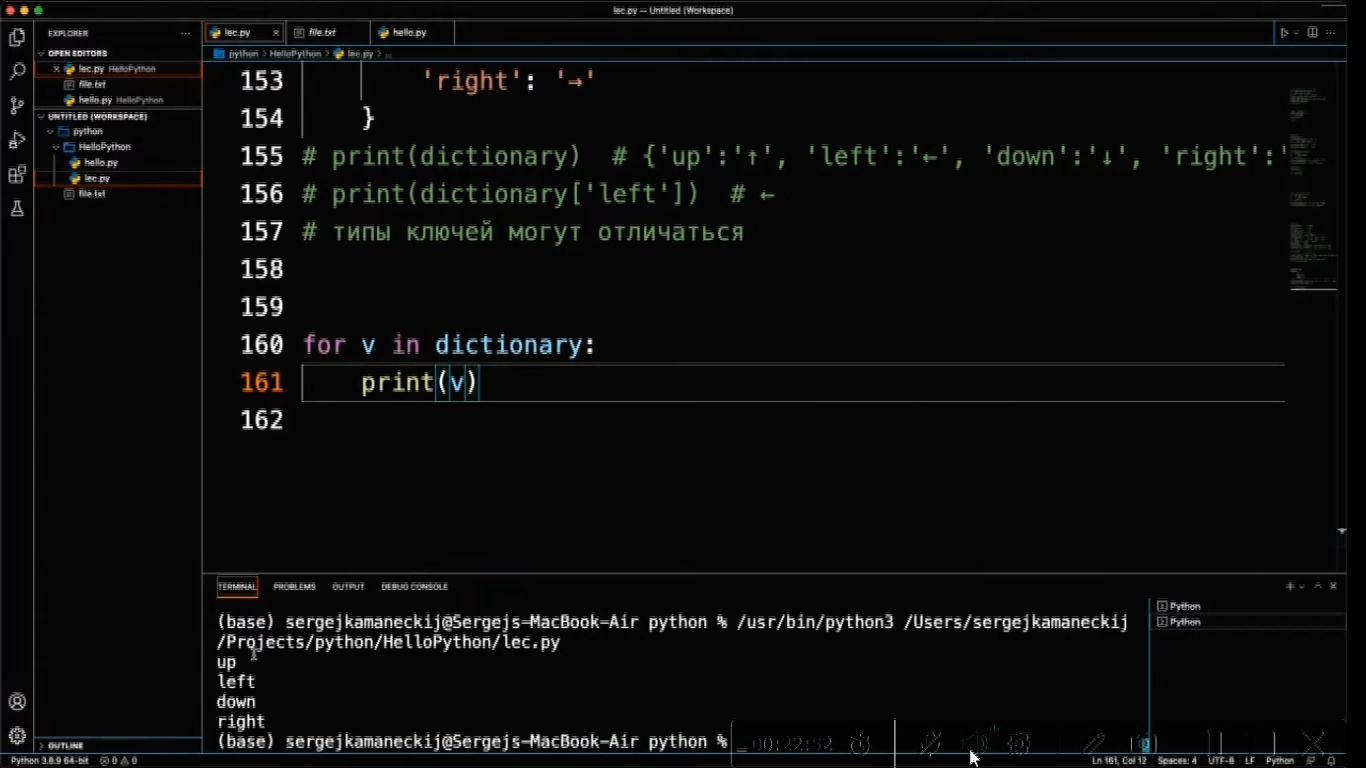 lec.py — Untitled (Workspace)
EXPLORER
lec.py
file.txt
hello.py
OPEN EDITORS
python > HelloPython > lec.py > ...
lec.py HelloPython
file.txt
hello.py HelloPython
UNTITLED (WORKSPACE)
python
HelloPython
hello.py
lec.py
file.txt
153 'right': '→'
154 }
155 # print(dictionary)  # {'up':'↑', 'left':'←', 'down':'↓', 'right':'
156 # print(dictionary['left'])  # ←
157 # типы ключей могут отличаться
158
159
160 for v in dictionary:
161     print(v)
162
TERMINAL PROBLEMS OUTPUT DEBUG CONSOLE
(base) sergejkamaneckij@Sergejs-MacBook-Air python % /usr/bin/python3 /Users/sergejkamaneckij
/Projects/python/HelloPython/lec.py
up
left
down
right
(base) sergejkamaneckij@Sergejs-MacBook-Air python %
Python
Python
00:22:52
OUTLINE
Python 3.8.9 64-bit 0 0 Ln 161, Col 12 Spaces: 4 UTF-8 LF Python